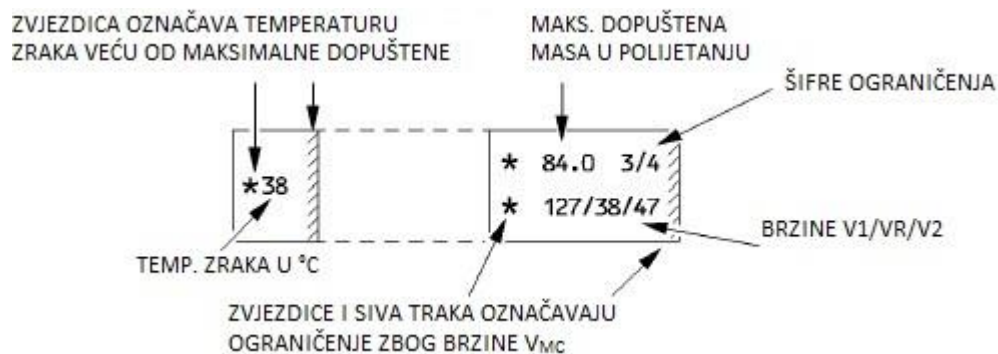 ZVJEZDICA OZNAČAVA TEMPERATURU
ZRAKA VEĆU OD MAKSIMALNE DOPUŠTENE
MAKS. DOPUŠTENA
MASA U POLIJETANJU
ŠIFRE OGRANIČENJA
* 84.0 3/4
*38
* 127/38/47
BRZINE V1/VR/V2
TEMP. ZRAKA U °C
ZVJEZDICE I SIVA TRAKA OZNAČAVAJU
OGRANIČENJE ZBOG BRZINE VMC